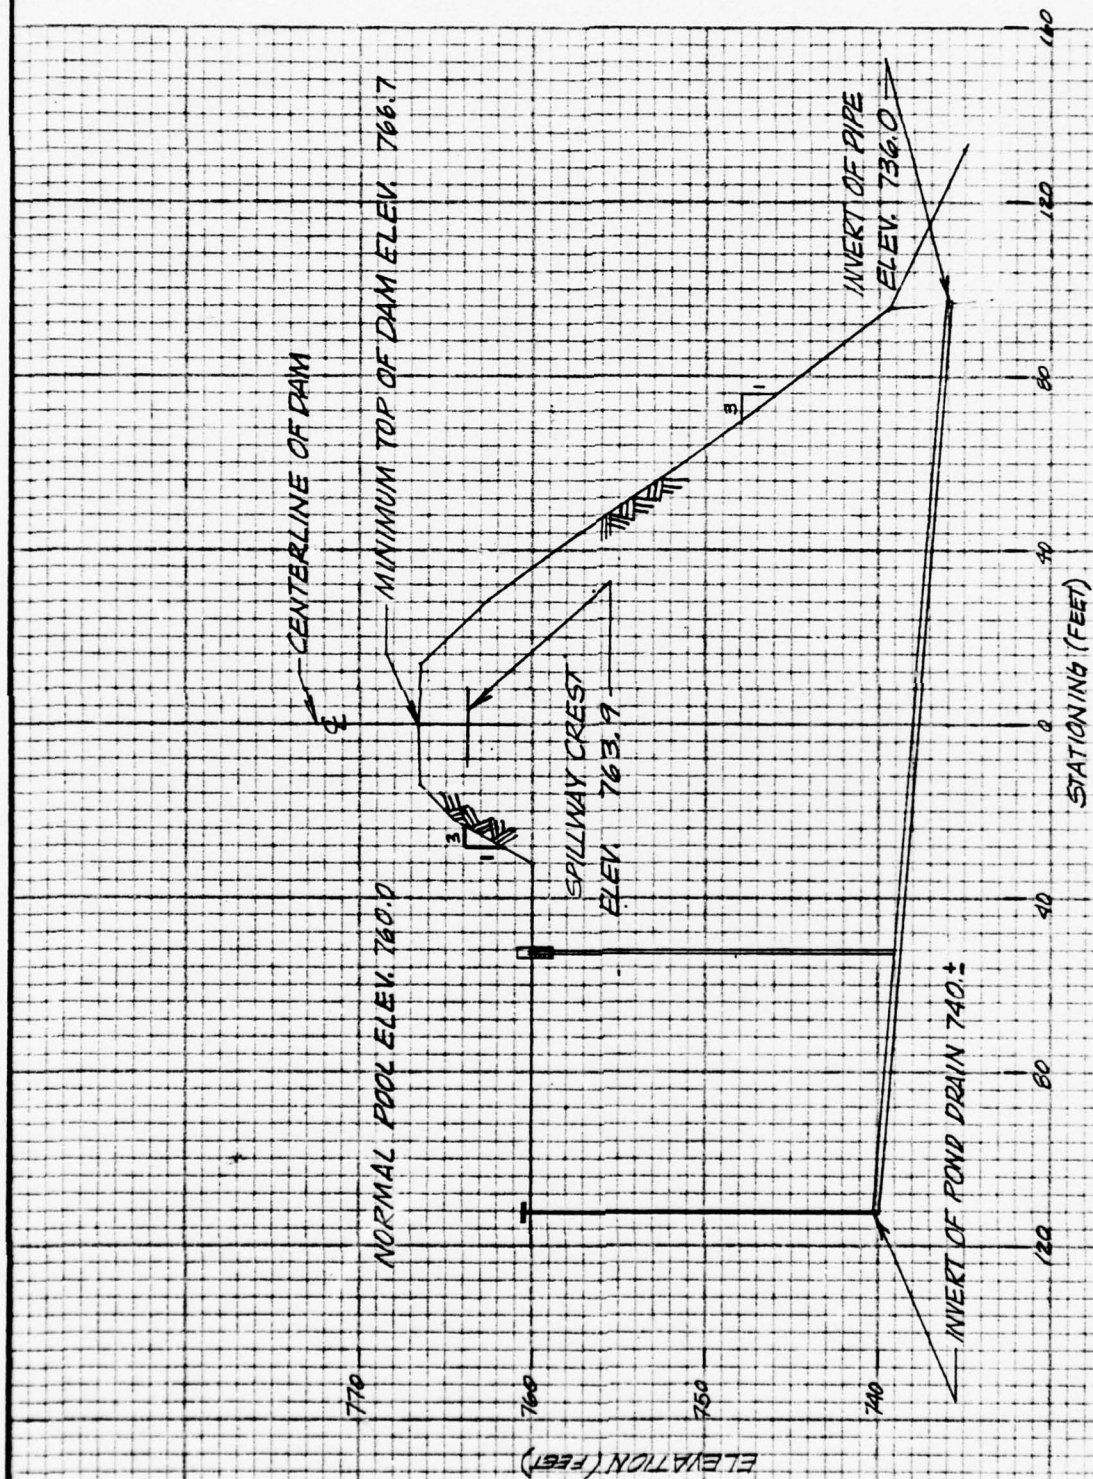 CENTERLINE OF DAM
℄
MINIMUM TOP OF DAM ELEV. 766.7
NORMAL POOL ELEV. 760.0
3
1
SPILLWAY CREST
ELEV. 763.9
3
1
INVERT OF PIPE
ELEV. 736.0
INVERT OF POND DRAIN 740.±
770
760
750
740
ELEVATION (FEET)
120
80
40
0
40
80
120
160
STATIONING (FEET)